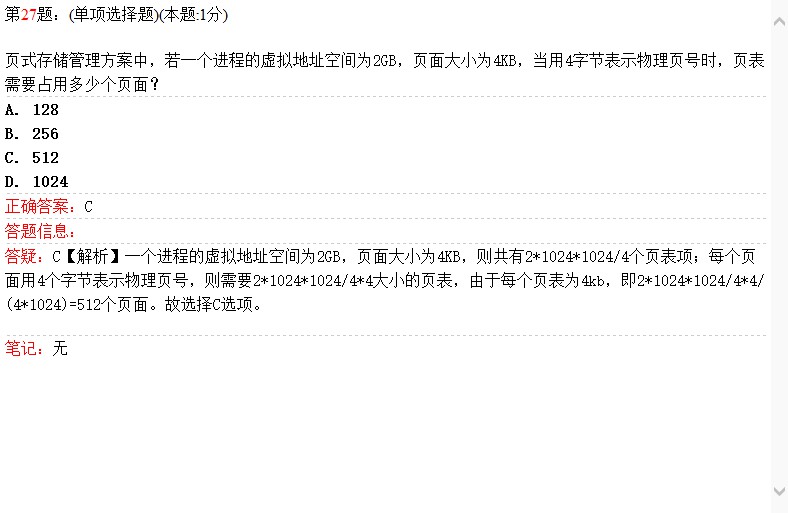 第27题：(单项选择题)(本题:1分)
页式存储管理方案中，若一个进程的虚拟地址空间为2GB，页面大小为4KB，当用4字节表示物理页号时，页表
需要占用多少个页面？
A. 128
B. 256
C. 512
D. 1024
正确答案：C
答题信息：
答疑：C【解析】一个进程的虚拟地址空间为2GB，页面大小为4KB，则共有2*1024*1024/4个页表项；每个页
面用4个字节表示物理页号，则需要2*1024*1024/4*4大小的页表，由于每个页表为4kb，即2*1024*1024/4*4/
(4*1024)=512个页面。故选择C选项。
笔记：无